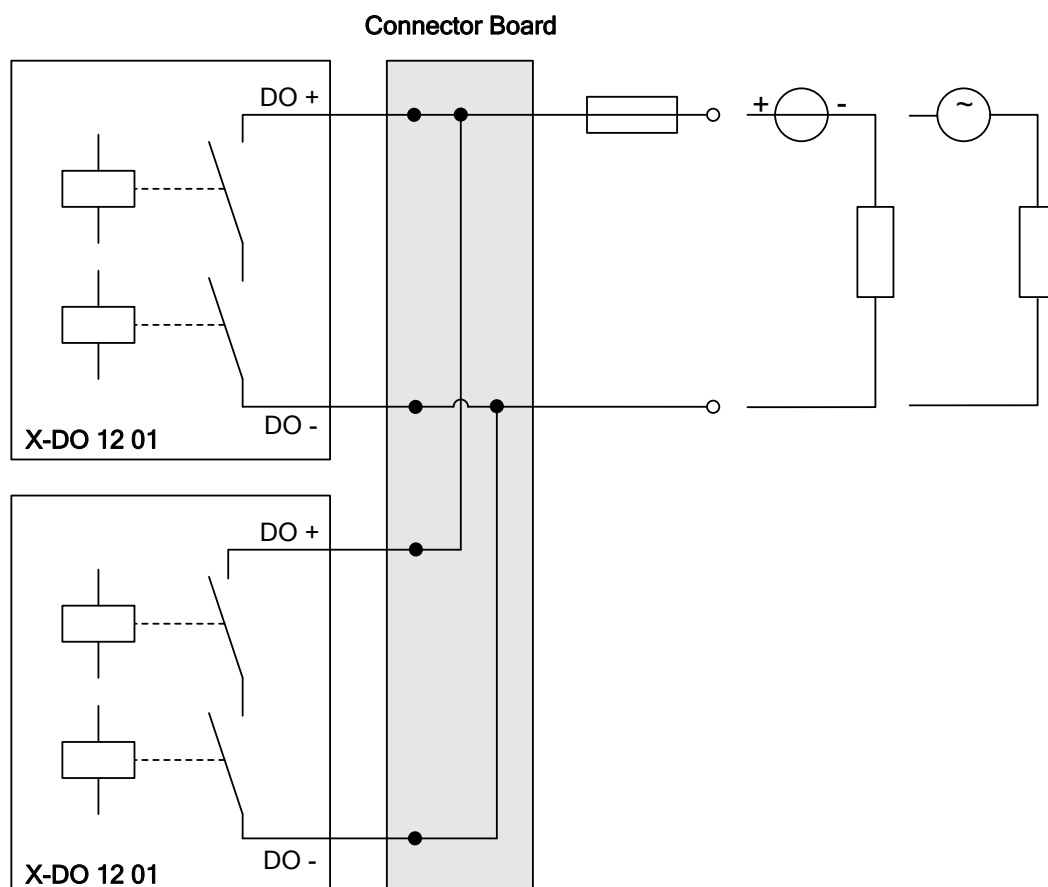 Connector Board
DO +
+
-
~
DO -
X-DO 12 01
DO +
DO -
X-DO 12 01